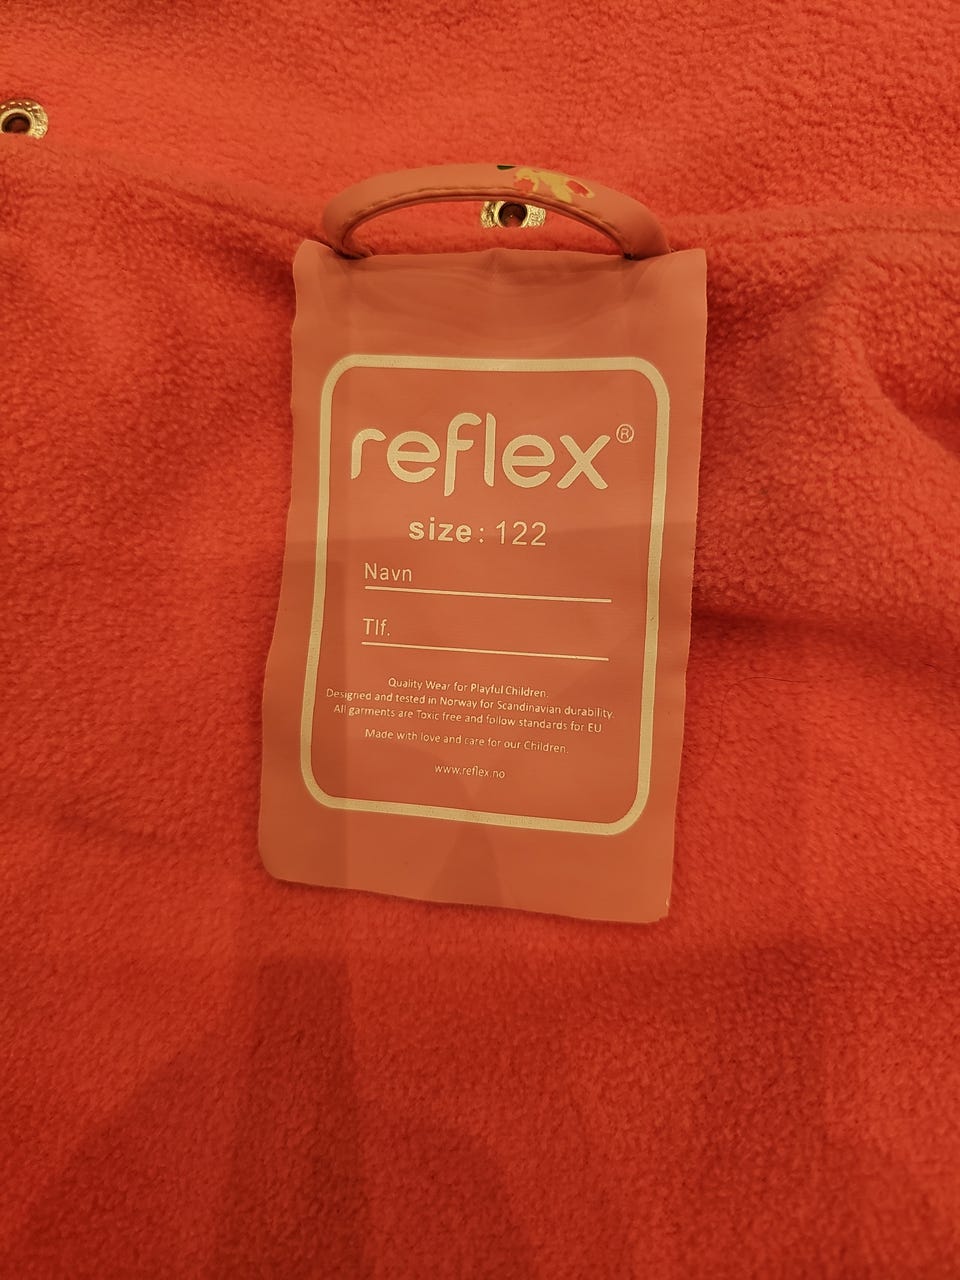 reflex®
size: 122
Navn
Tlf.
Quality Wear for Playful Children.
Designed and tested in Norway for Scandinavian durability.
All garments are Toxic free and follow standards for EU
Made with love and care for our Children.
www.reflex.no